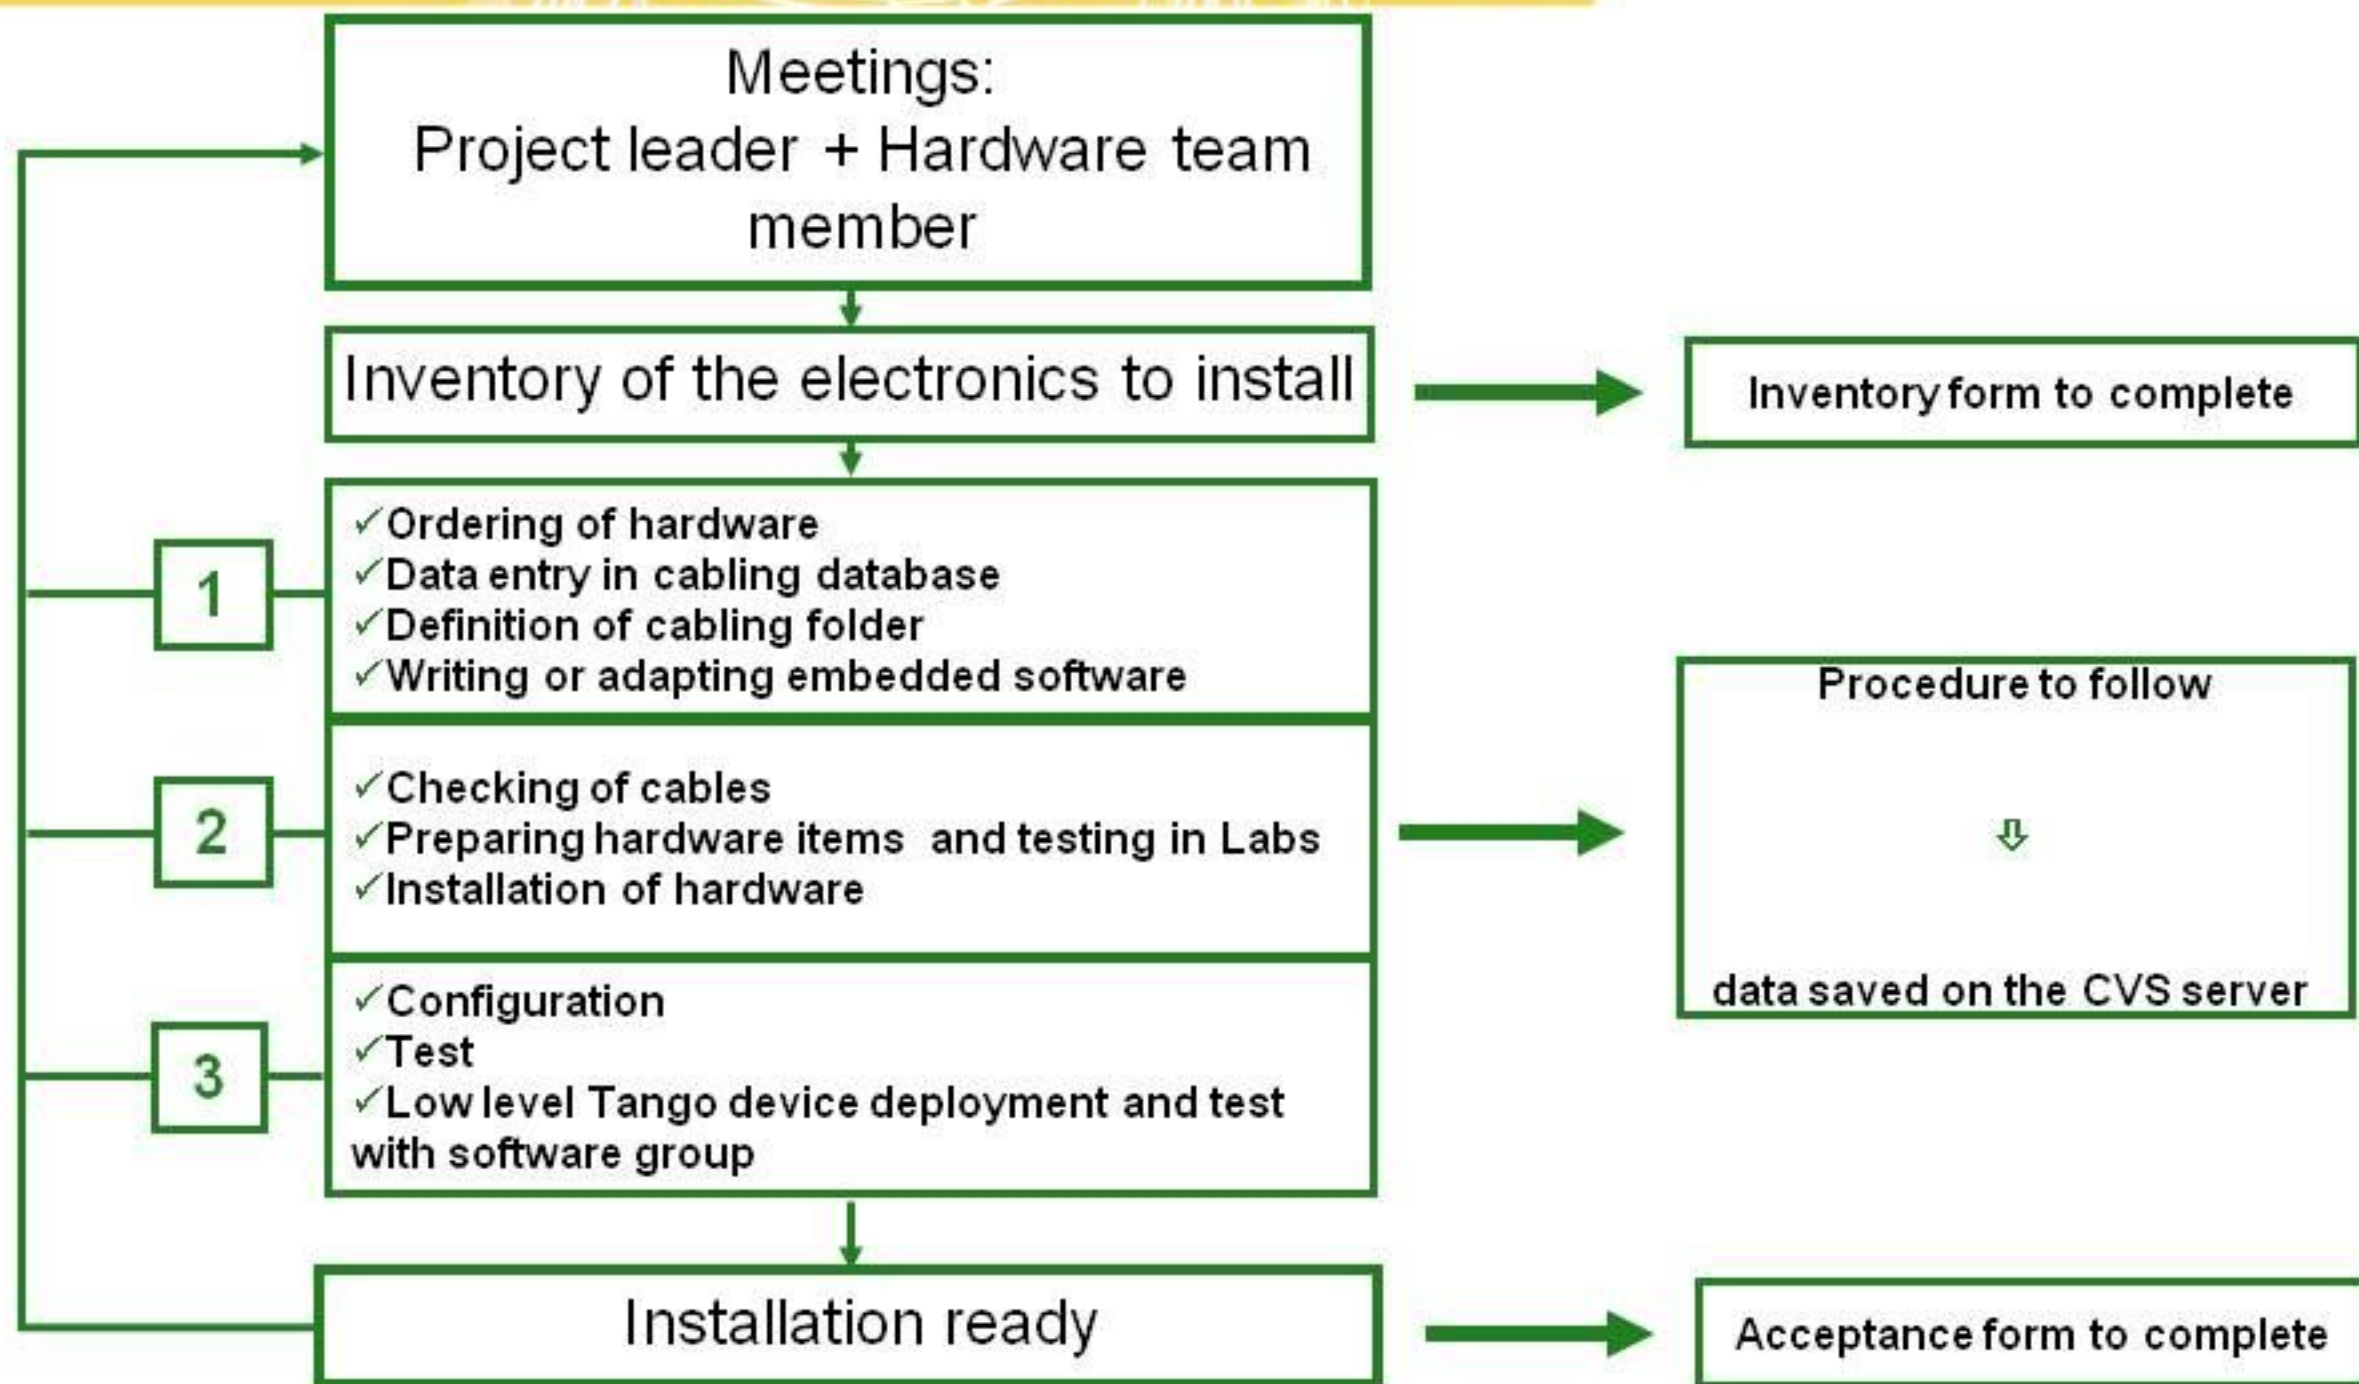 Meetings:
Project leader + Hardware team
member
Inventory of the electronics to install
Inventory form to complete
1
✓Ordering of hardware
✓Data entry in cabling database
✓Definition of cabling folder
✓Writing or adapting embedded software
2
✓Checking of cables
✓Preparing hardware items and testing in Labs
✓Installation of hardware
Procedure to follow
⇩
data saved on the CVS server
3
✓Configuration
✓Test
✓Low level Tango device deployment and test
with software group
Installation ready
Acceptance form to complete